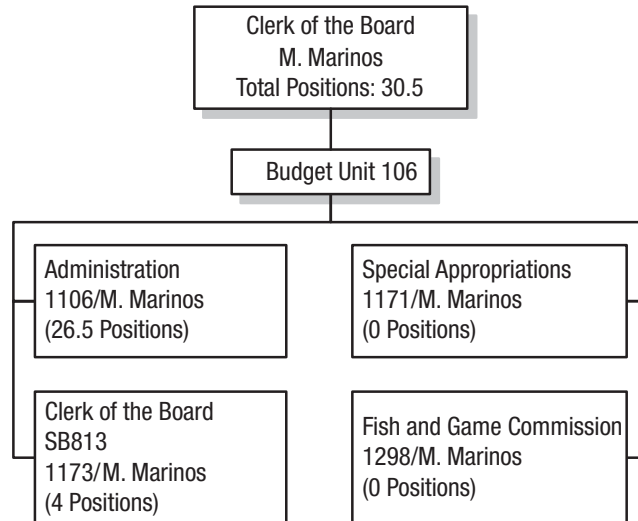 Clerk of the Board
M. Marinos
Total Positions: 30.5
Budget Unit 106
Administration
1106/M. Marinos
(26.5 Positions)
Special Appropriations
1171/M. Marinos
(0 Positions)
Clerk of the Board
SB813
1173/M. Marinos
(4 Positions)
Fish and Game Commission
1298/M. Marinos
(0 Positions)